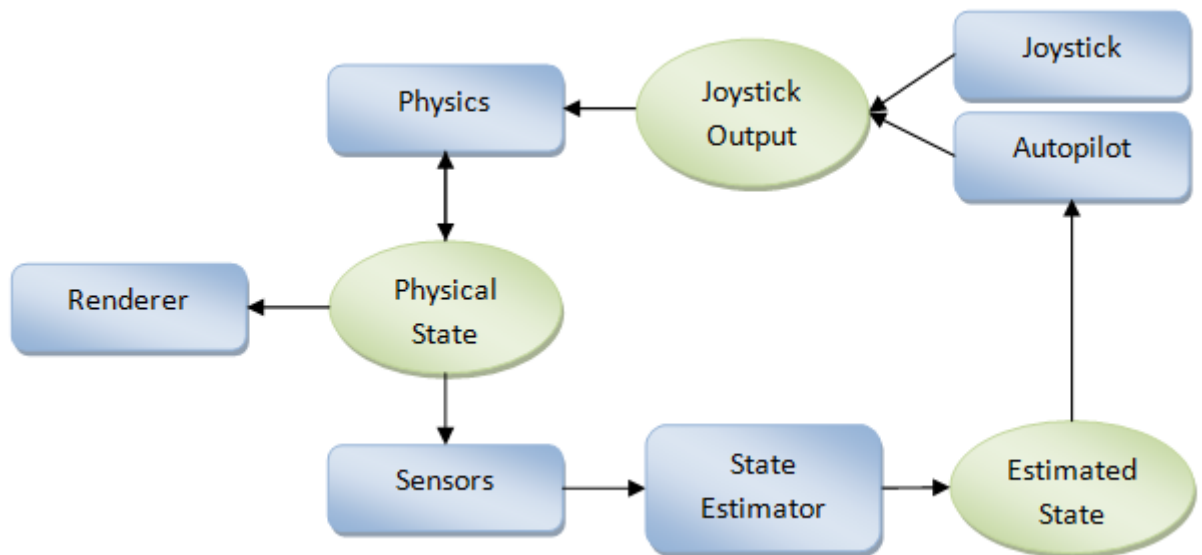 Joystick
Physics
Joystick
Output
Autopilot
Renderer
Physical
State
Sensors
State
Estimator
Estimated
State